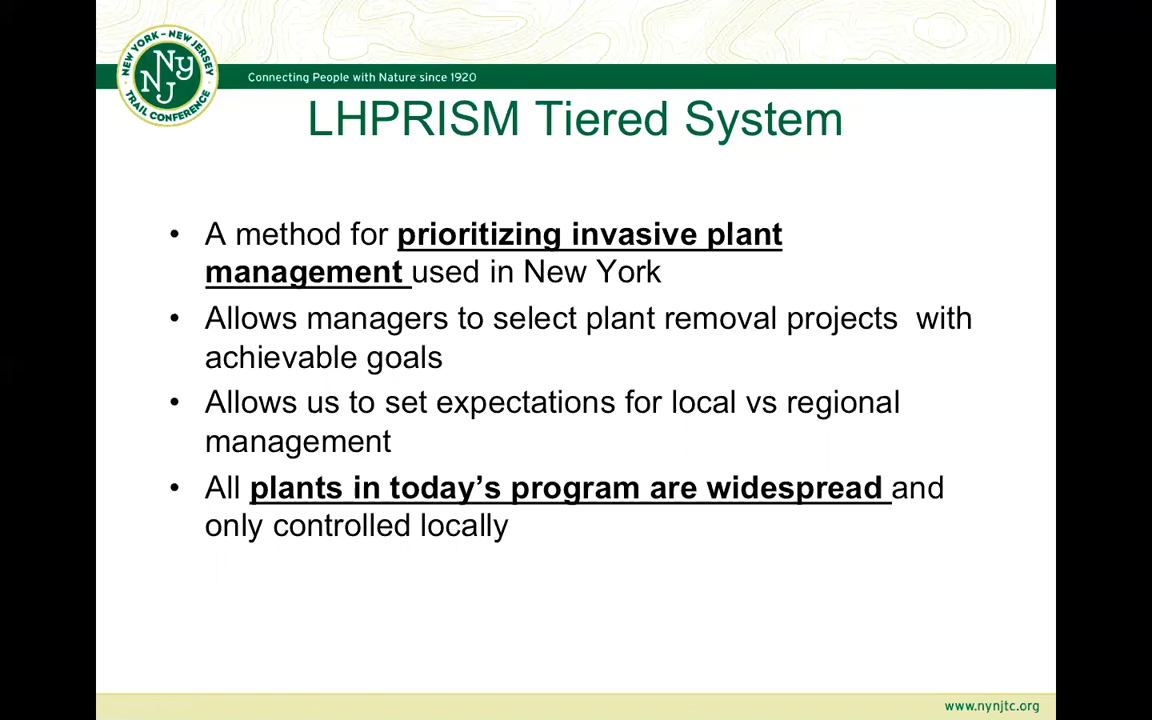 NEW YORK - NEW JERSEY
NY
NJ
TRAIL CONFERENCE
Connecting People with Nature since 1920
LHPRISM Tiered System
• A method for prioritizing invasive plant
management used in New York
• Allows managers to select plant removal projects  with
achievable goals
• Allows us to set expectations for local vs regional
management
• All plants in today’s program are widespread and
only controlled locally
www.nynjtc.org